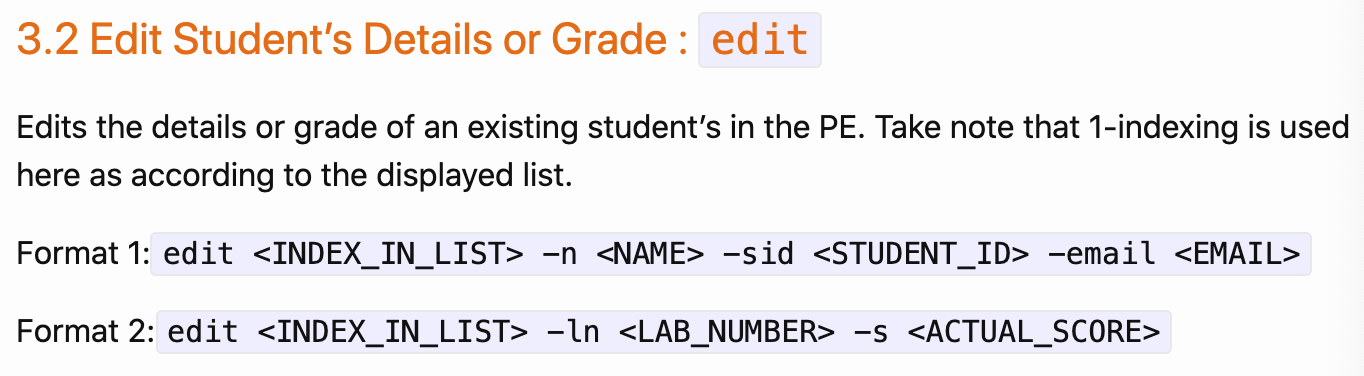 3.2 Edit Student’s Details or Grade : edit
Edits the details or grade of an existing student’s in the PE. Take note that 1-indexing is used
here as according to the displayed list.
Format 1: edit <INDEX_IN_LIST> -n <NAME> -sid <STUDENT_ID> -email <EMAIL>
Format 2: edit <INDEX_IN_LIST> -ln <LAB_NUMBER> -s <ACTUAL_SCORE>